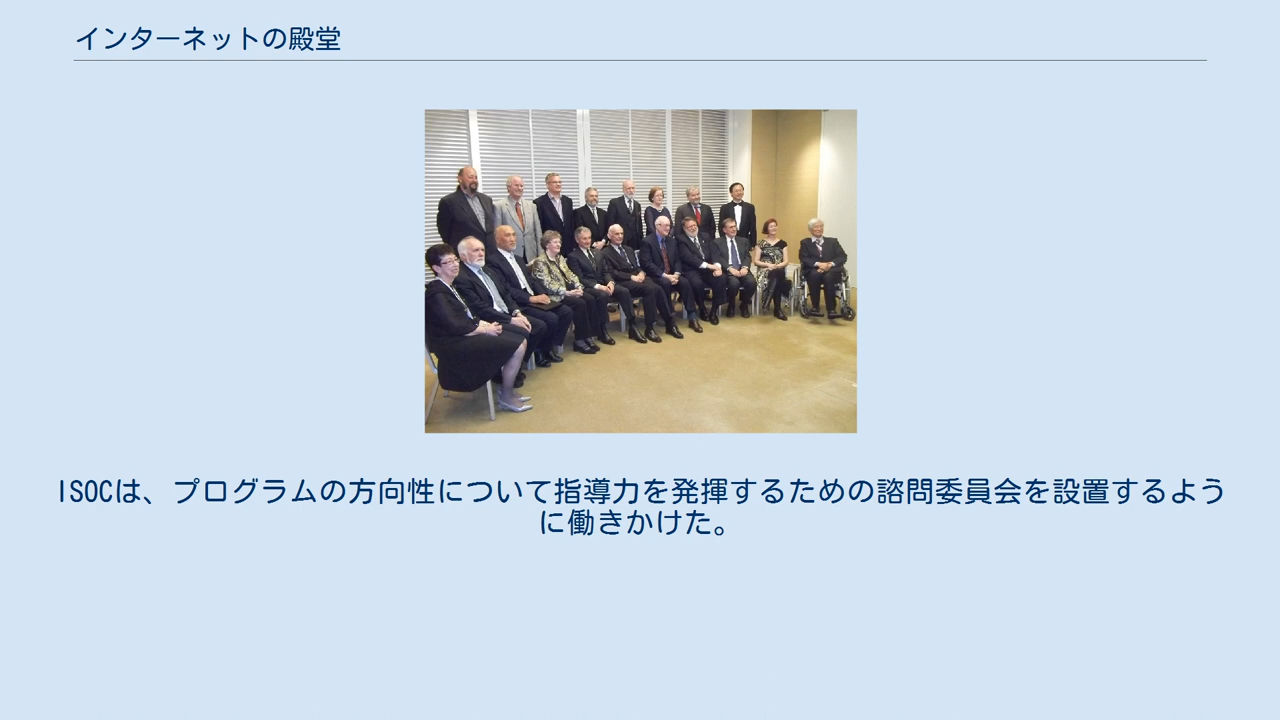 インターネットの殿堂
ISOCは、プログラムの方向性について指導力を発揮するための諮問委員会を設置するよう
に働きかけた。